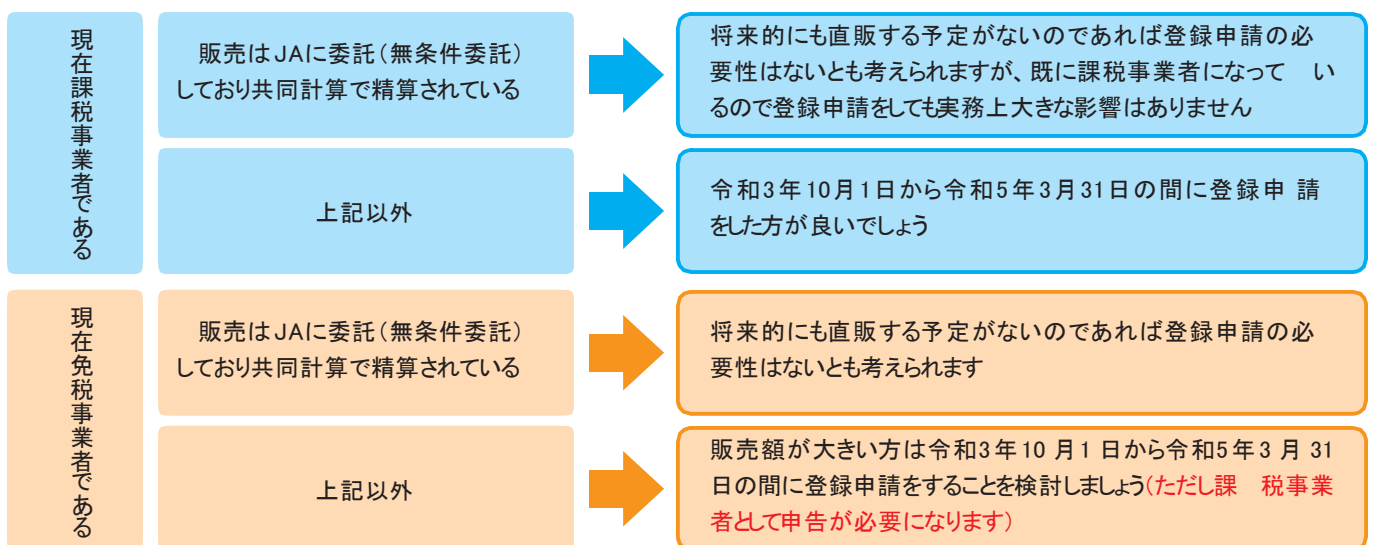 現在課税事業者である
販売はJAに委託(無条件委託)
しており共同計算で精算されている
将来的にも直販する予定がないのであれば登録申請の必
要性はないとも考えられますが、既に課税事業者になって い
るので登録申請をしても実務上大きな影響はありません
上記以外
令和3年10月1日から令和5年3月31日の間に登録申 請
をした方が良いでしょう
現在免税事業者である
販売はJAに委託(無条件委託)
しており共同計算で精算されている
将来的にも直販する予定がないのであれば登録申請の必
要性はないとも考えられます
上記以外
販売額が大きい方は令和3年10 月1 日から令和5年3 月 31
日の間に登録申請をすることを検討しましょう(ただし課 税事業
者として申告が必要になります)